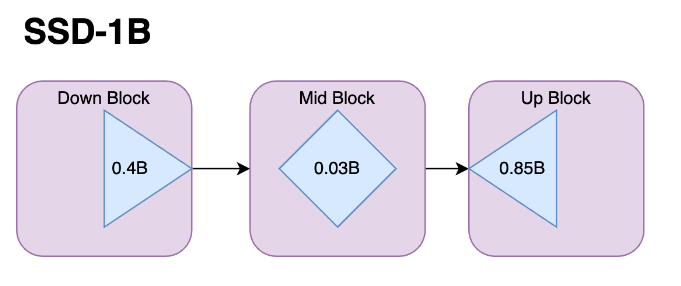 SSD-1B
Down Block
Mid Block
Up Block
0.4B
0.03B
0.85B